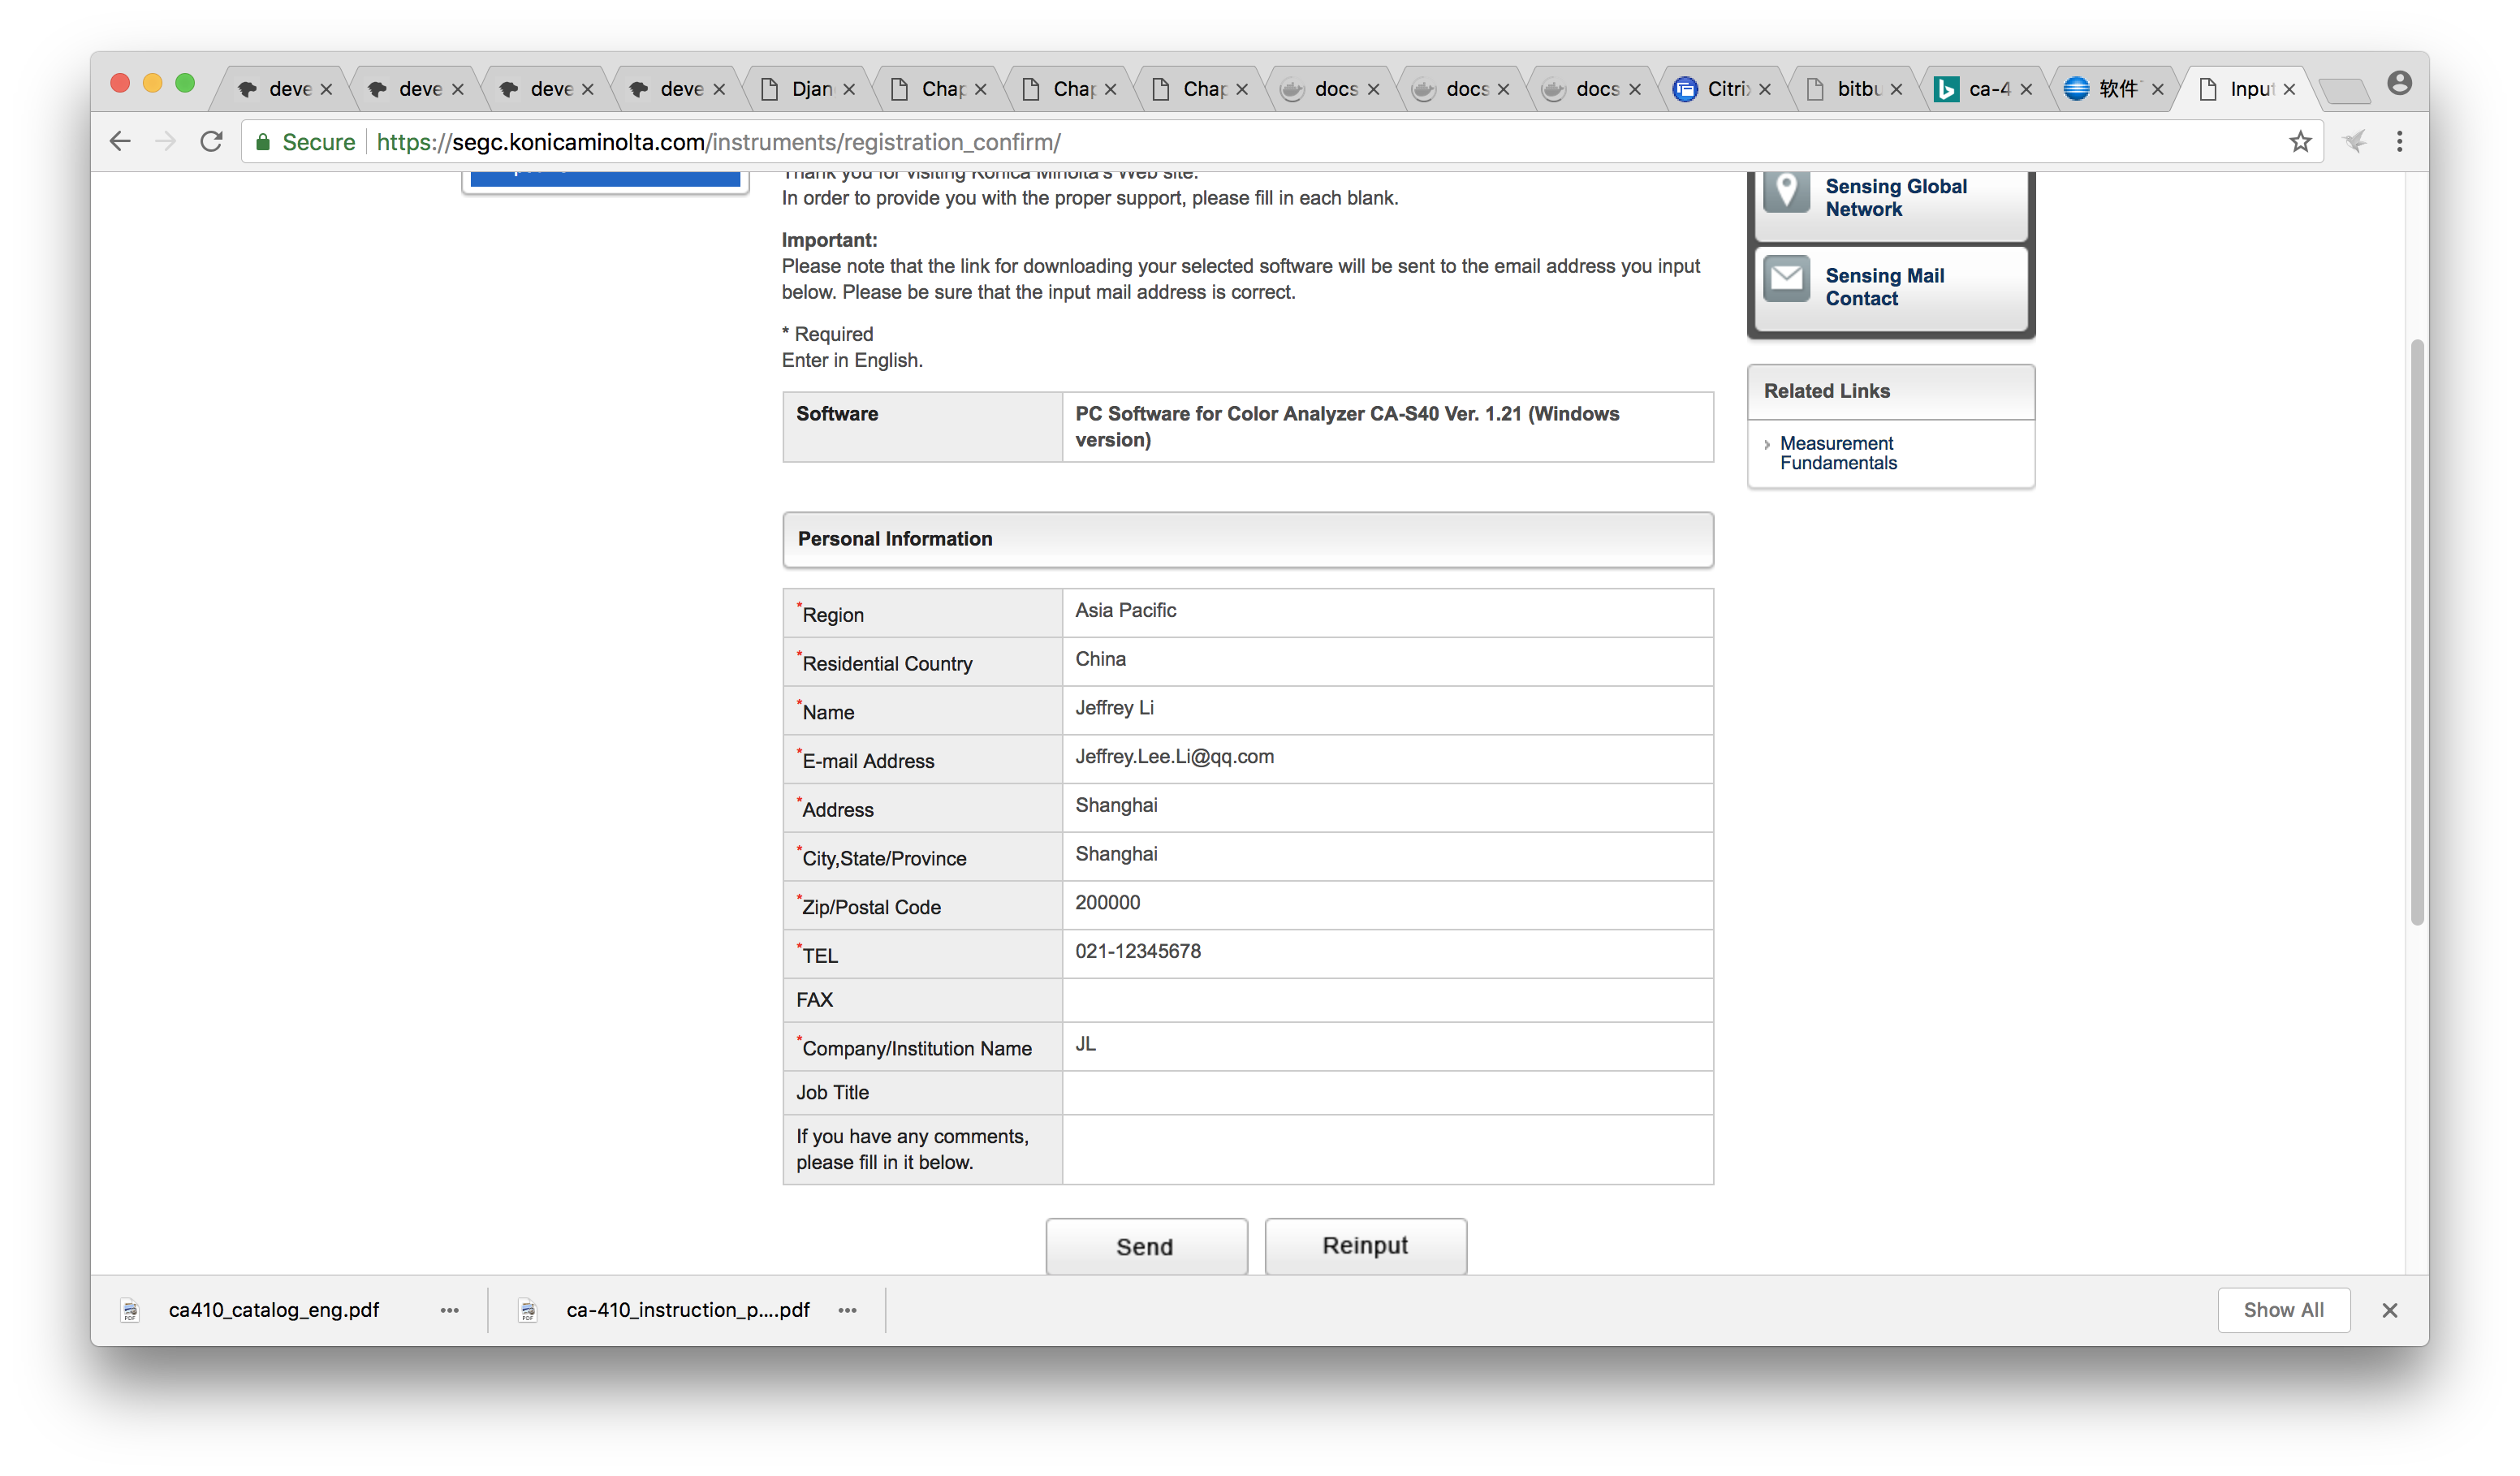 deve
deve
deve
deve
Djan
Chap
Chap
Chap
docs
docs
docs
Citri
bitbu
ca-4
软件
Input
Secure
https://segc.konicaminolta.com/instruments/registration_confirm/
Thank you for visiting Konica Minolta's Web site.
In order to provide you with the proper support, please fill in each blank.
Important:
Please note that the link for downloading your selected software will be sent to the email address you input
below. Please be sure that the input mail address is correct.
* Required
Enter in English.
Software
PC Software for Color Analyzer CA-S40 Ver. 1.21 (Windows
version)
Personal Information
*Region
Asia Pacific
*Residential Country
China
*Name
Jeffrey Li
*E-mail Address
Jeffrey.Lee.Li@qq.com
*Address
Shanghai
*City,State/Province
Shanghai
*Zip/Postal Code
200000
*TEL
021-12345678
FAX
*Company/Institution Name
JL
Job Title
If you have any comments,
please fill in it below.
Send
Reinput
Sensing Global
Network
Sensing Mail
Contact
Related Links
Measurement
Fundamentals
ca410_catalog_eng.pdf
ca-410_instruction_p....pdf
Show All